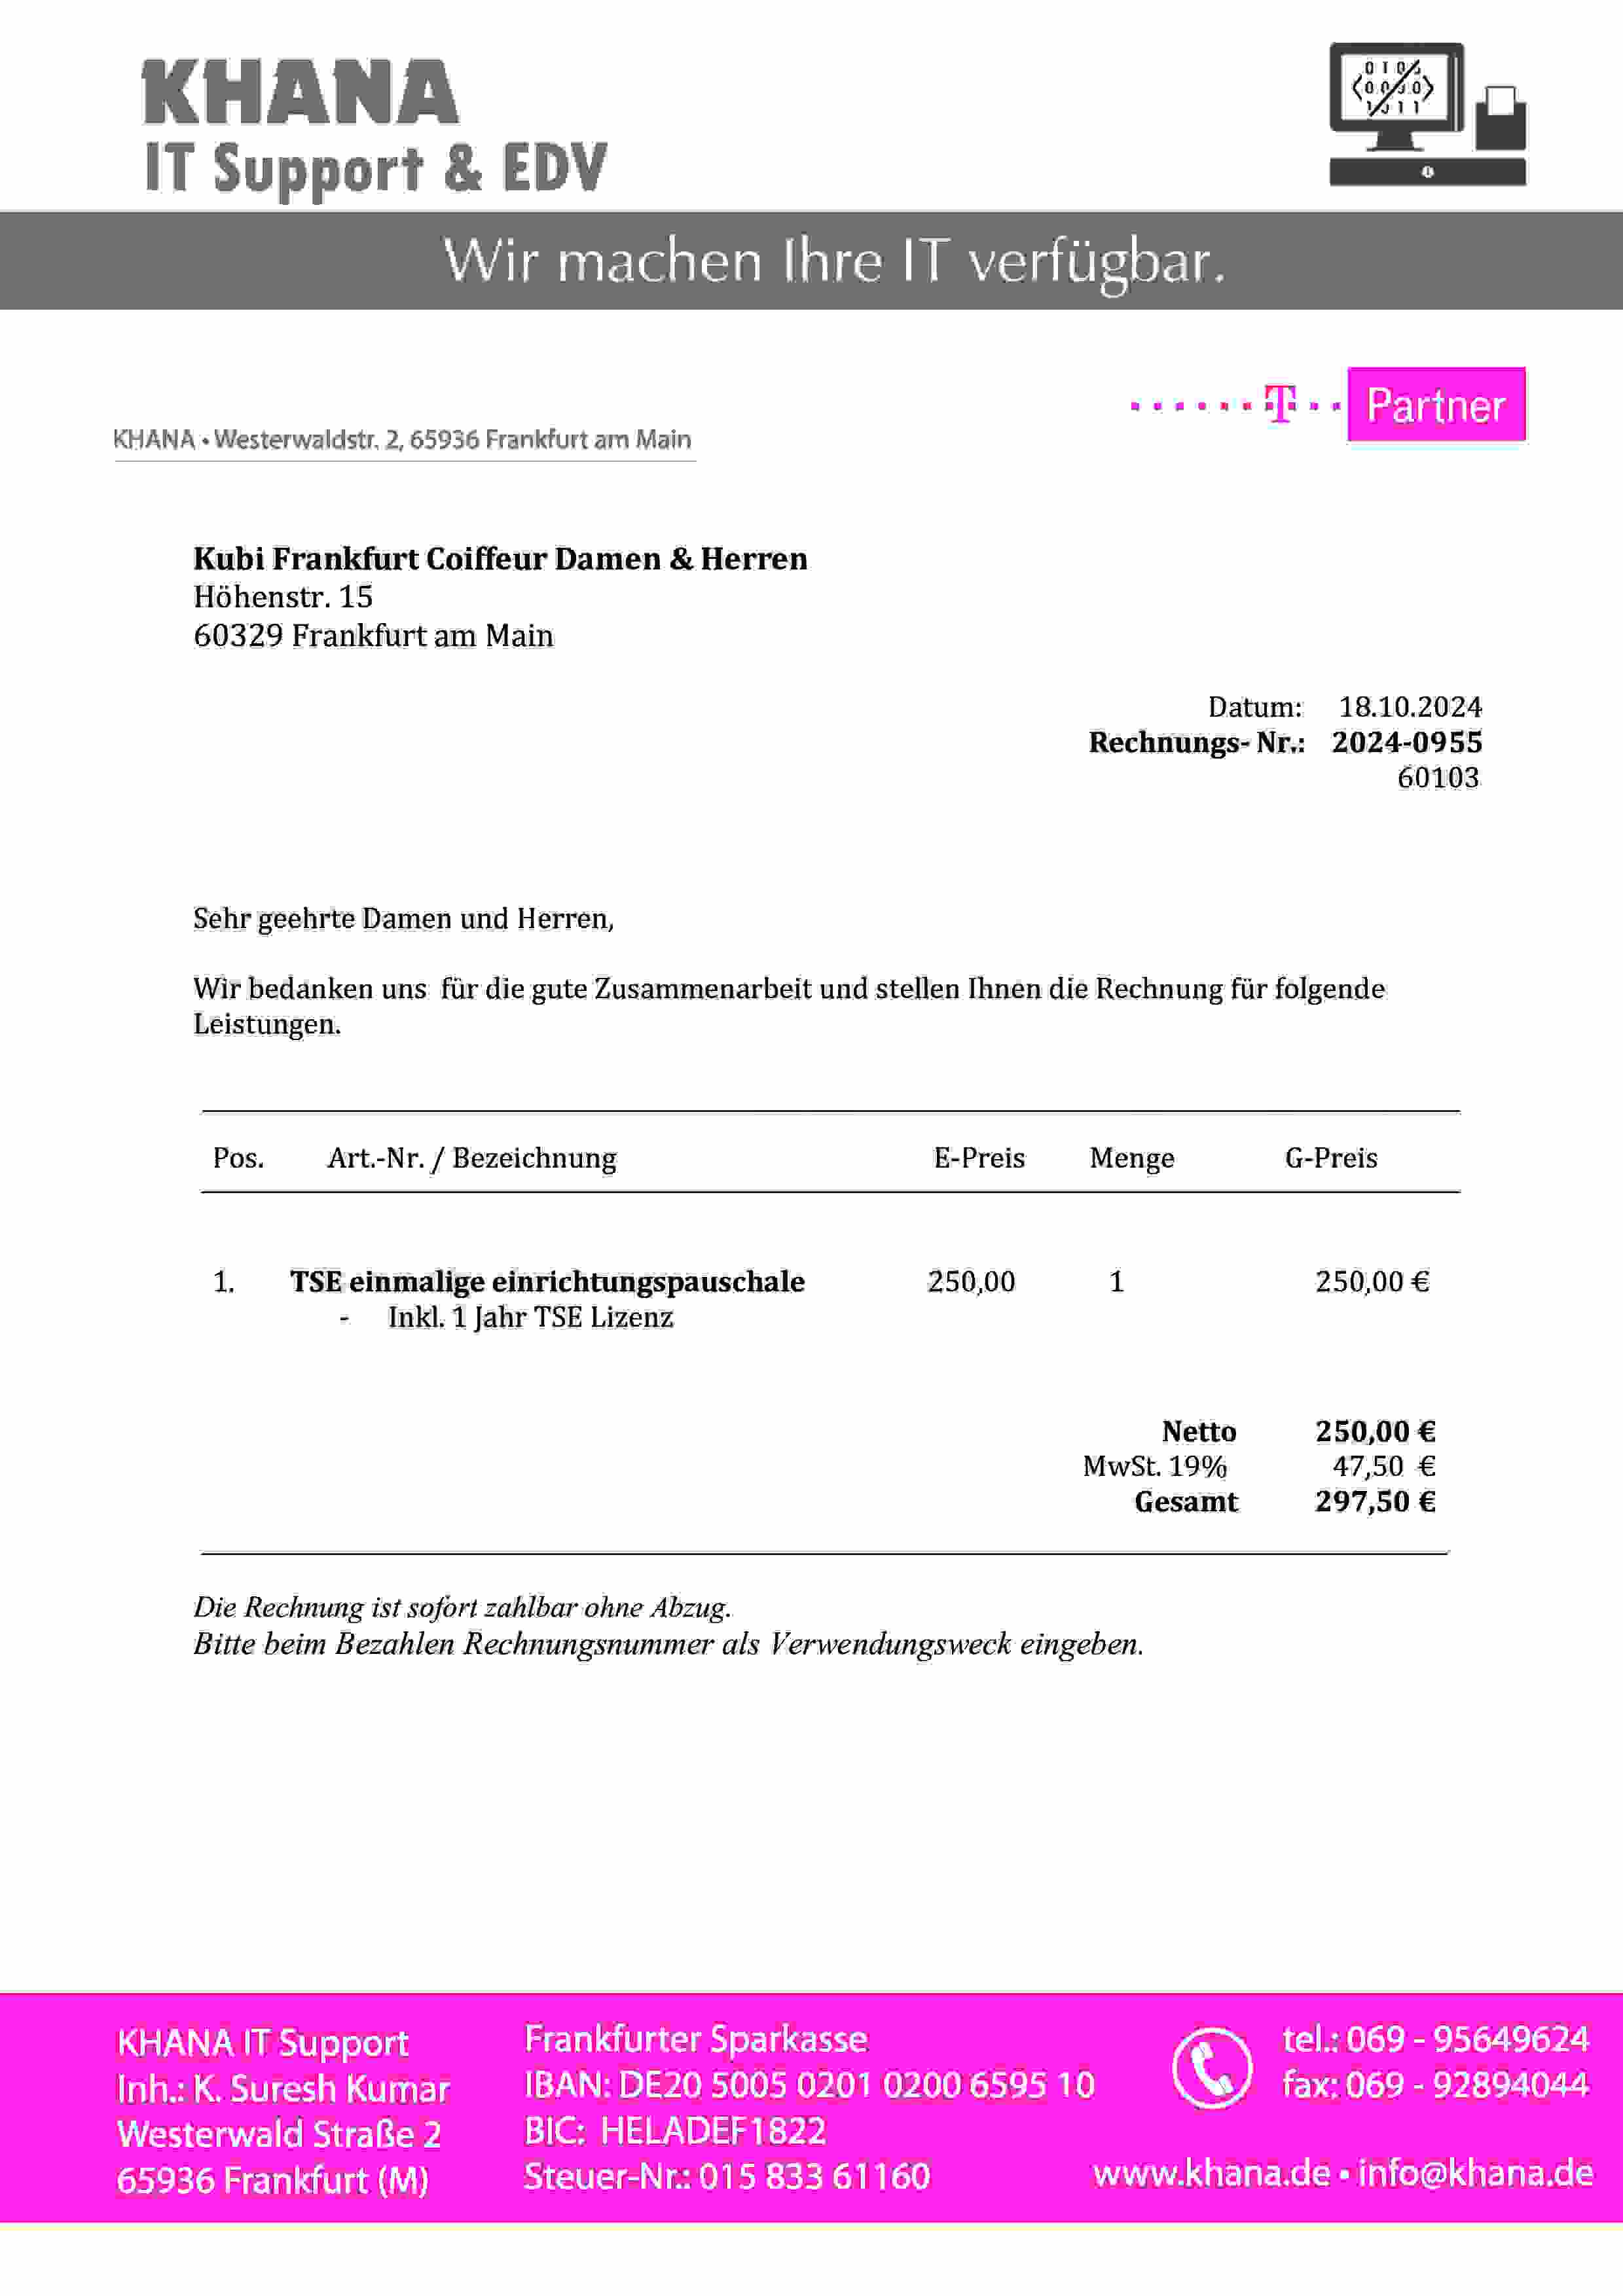 KHANA
IT Support & EDV
Wir machen Ihre IT verfügbar.
T Partner
KHANA • Westerwaldstr. 2, 65936 Frankfurt am Main
Kubi Frankfurt Coiffeur Damen & Herren
Höhenstr. 15
60329 Frankfurt am Main
Datum: 18.10.2024
Rechnungs- Nr.: 2024-0955
60103
Sehr geehrte Damen und Herren,
Wir bedanken uns für die gute Zusammenarbeit und stellen Ihnen die Rechnung für folgende
Leistungen.
Pos. Art.-Nr. / Bezeichnung E-Preis Menge G-Preis
1. TSE einmalige einrichtungspauschale 250,00 1 250,00 €
- Inkl. 1 Jahr TSE Lizenz
Netto 250,00 €
MwSt. 19% 47,50 €
Gesamt 297,50 €
Die Rechnung ist sofort zahlbar ohne Abzug.
Bitte beim Bezahlen Rechnungsnummer als Verwendungsweck eingeben.
KHANA IT Support
Inh.: K. Suresh Kumar
Westerwald Straße 2
65936 Frankfurt (M)
Frankfurter Sparkasse
IBAN: DE20 5005 0201 0200 6595 10
BIC: HELADEF1822
Steuer-Nr.: 015 833 61160
tel.: 069 - 95649624
fax: 069 - 92894044
www.khana.de • info@khana.de